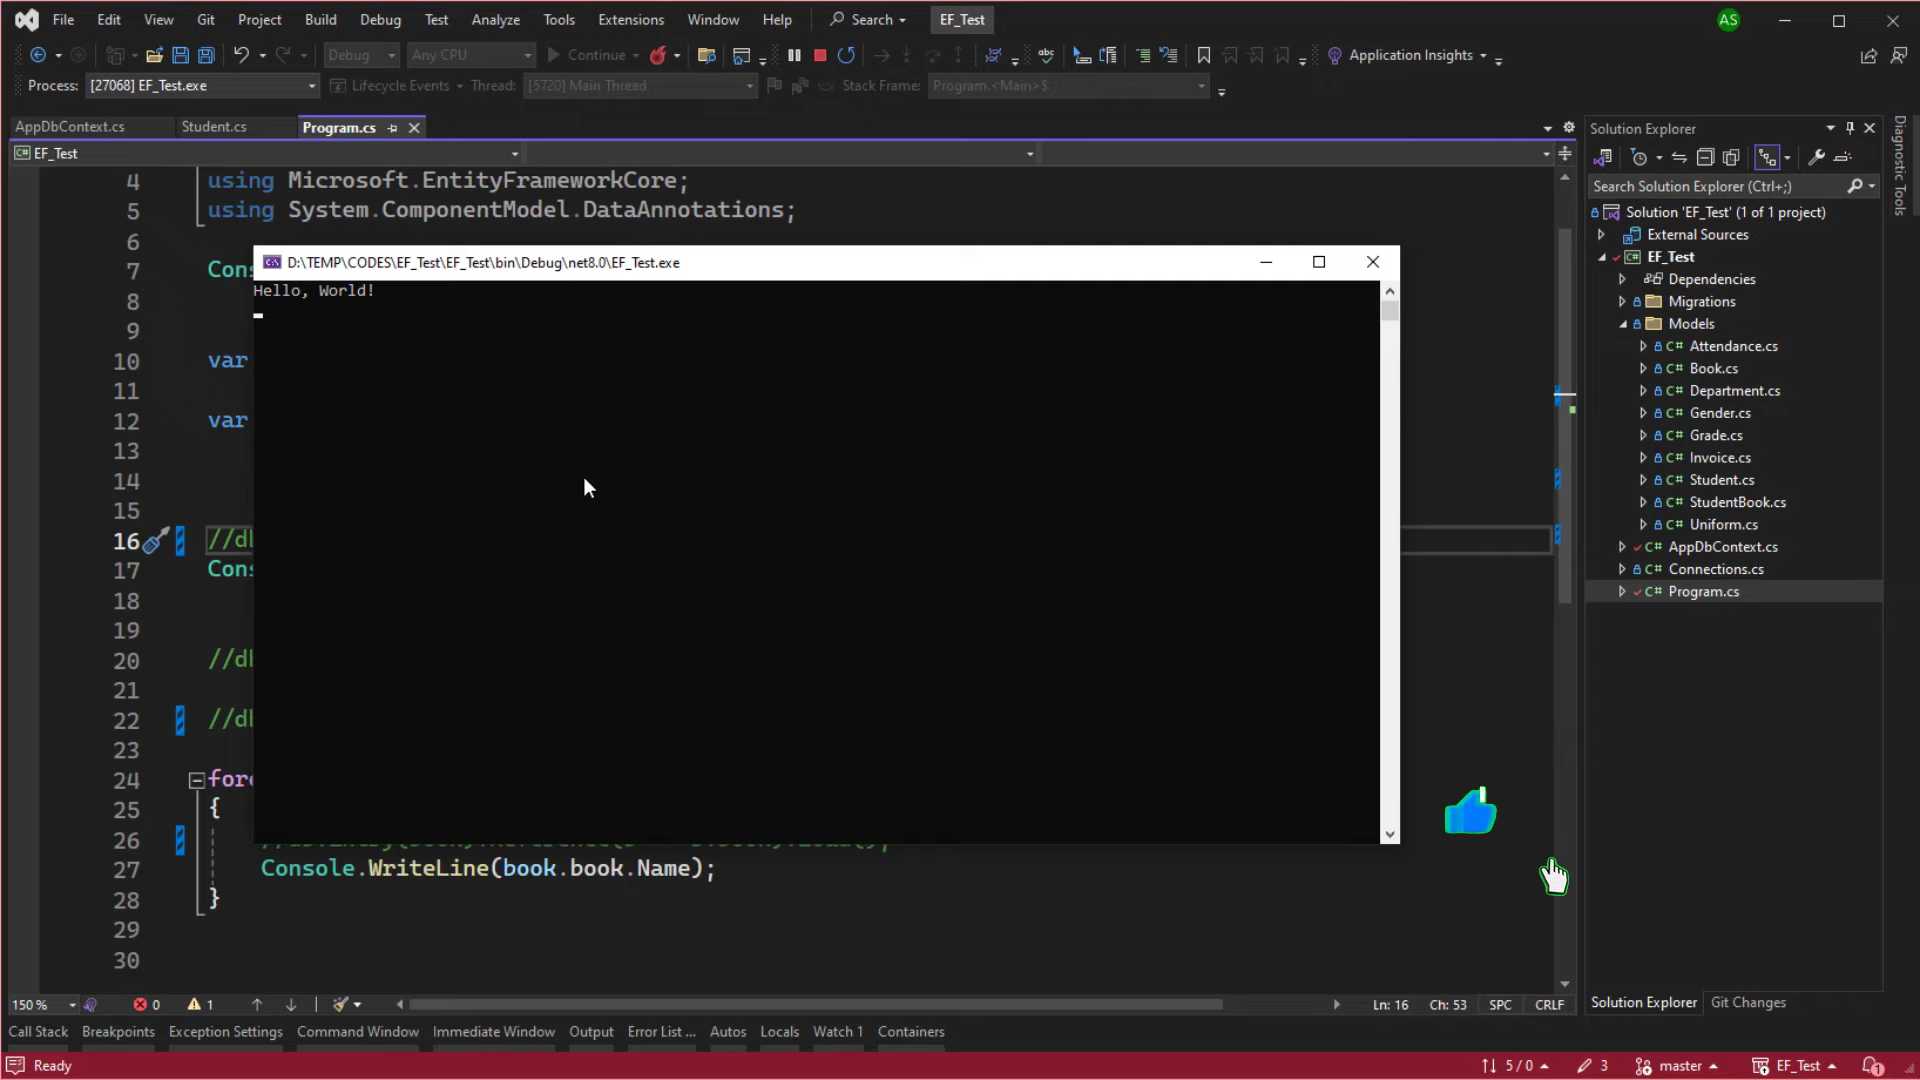 File Edit View Git Project Build Debug Test Analyze Tools Extensions Window Help Search EF_Test AS
Debug Any CPU Continue Application Insights
Process: [27068] EF_Test.exe Lifecycle Events Thread: [5720] Main Thread Stack Frame: Program.<Main>$
AppDbContext.cs Student.cs Program.cs
EF_Test
4 using Microsoft.EntityFrameworkCore;
5 using System.ComponentModel.DataAnnotations;
6
7 Cons
8
9
10 var
11
12 var
13
14
15
16 //db
17 Cons
18
19
20 //db
21
22 //db
23
24 fore
25 {
26
27 Console.WriteLine(book.book.Name);
28 }
29
30
D:\TEMP\CODES\EF_Test\EF_Test\bin\Debug\net8.0\EF_Test.exe
Hello, World!
Solution Explorer
Search Solution Explorer (Ctrl+;)
Solution 'EF_Test' (1 of 1 project)
External Sources
EF_Test
Dependencies
Migrations
Models
C# Attendance.cs
C# Book.cs
C# Department.cs
C# Gender.cs
C# Grade.cs
C# Invoice.cs
C# Student.cs
C# StudentBook.cs
C# Uniform.cs
C# AppDbContext.cs
C# Connections.cs
C# Program.cs
Diagnostic Tools
150 % 0 1 Ln: 16 Ch: 53 SPC CRLF
Solution Explorer Git Changes
Call Stack Breakpoints Exception Settings Command Window Immediate Window Output Error List ... Autos Locals Watch 1 Containers
Ready 5 / 0 3 master EF_Test 1